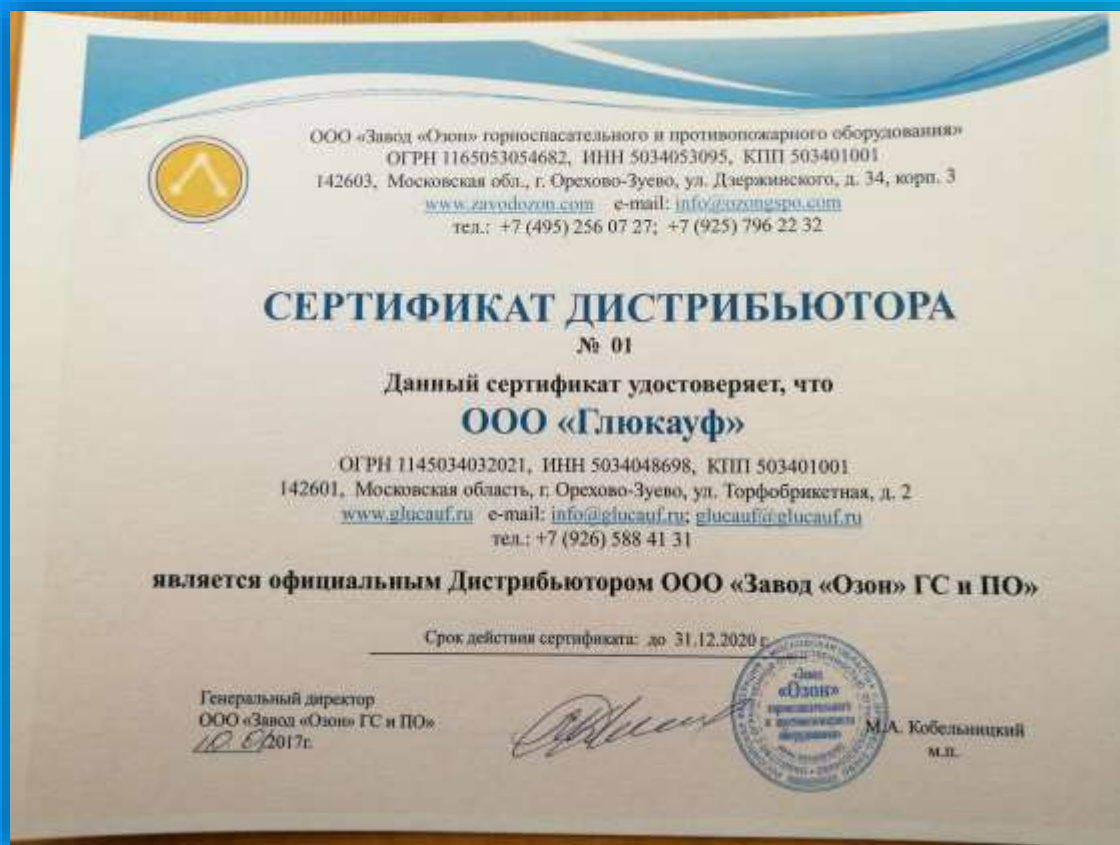 ООО «Завод «Озон» горноспасательного и противопожарного оборудования»
ОГРН 1165053054682, ИНН 5034053095, КПП 503401001
142603, Московская обл., г. Орехово-Зуево, ул. Дзержинского, д. 34, корп. 3
www.zavodozon.com e-mail: info@ozongspo.com
тел.: +7 (495) 256 07 27; +7 (925) 796 22 32
СЕРТИФИКАТ ДИСТРИБЬЮТОРА
№ 01
Данный сертификат удостоверяет, что
ООО «Глюкауф»
ОГРН 1145034032021, ИНН 5034048698, КПП 503401001
142601, Московская область, г. Орехово-Зуево, ул. Торфобрикетная, д. 2
www.glucauf.ru e-mail: info@glucauf.ru; glucauf@glucauf.ru
тел.: +7 (926) 588 41 31
является официальным Дистрибьютором ООО «Завод «Озон» ГС и ПО»
Срок действия сертификата: до 31.12.2020 г.
Генеральный директор
ООО «Завод «Озон» ГС и ПО»
2017г.
М.А. Кобельницкий
м.п.
«Завод
«Озон»
горноспасательного
и противопожарного
оборудования»